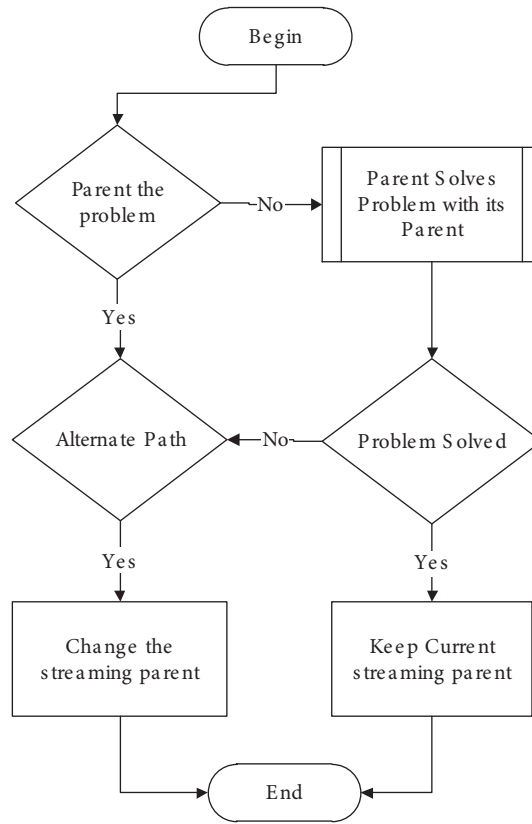 Begin
Parent the
problem
No
Parent Solves
Problem with its
Parent
Yes
Alternate Path
No
Problem Solved
Yes
Yes
Change the
streaming parent
Keep Current
streaming parent
End